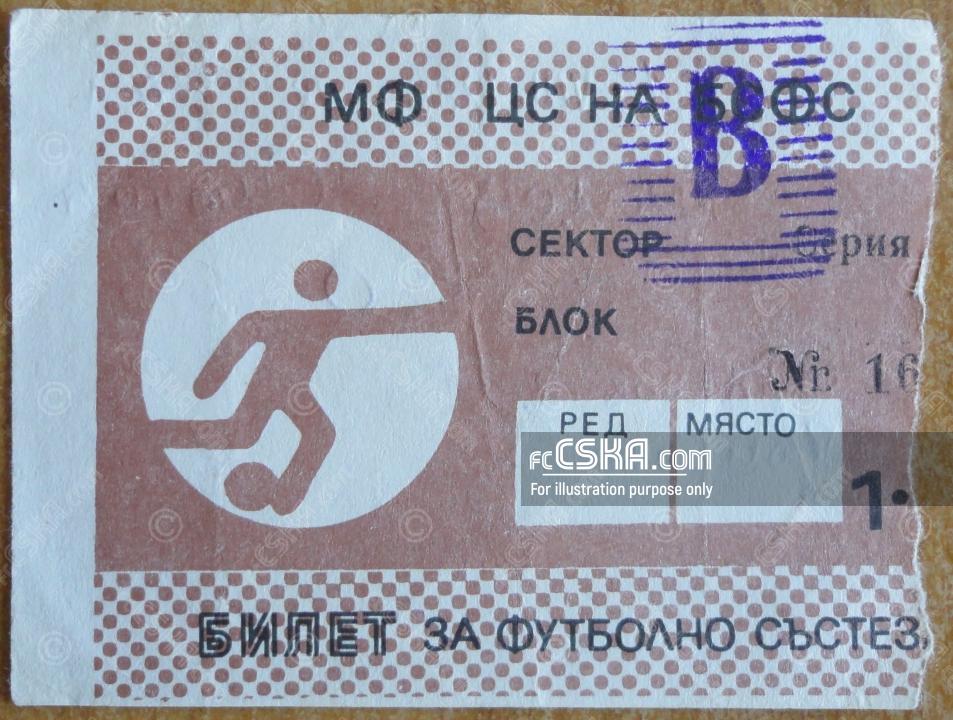 МФ ЦС НА БСФС
В
СЕКТОР Серия
БЛОК
№ 16
РЕД МЯСТО
fcCSKA.com
For illustration purpose only
1.
БИЛЕТ ЗА ФУТБОЛНО СЪСТЕЗ